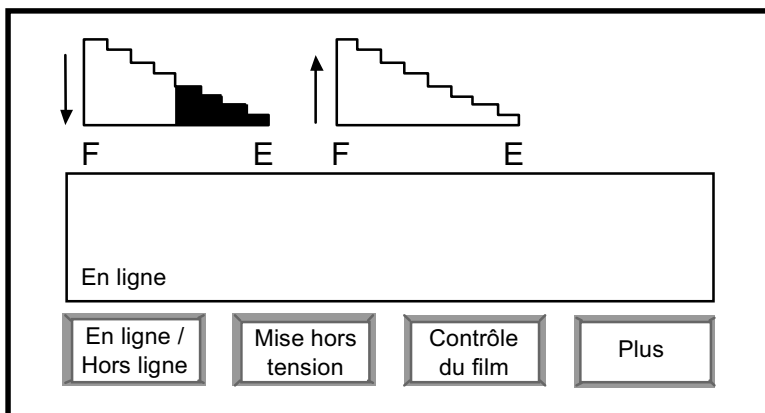 F E F E
En ligne
En ligne /
Hors ligne
Mise hors
tension
Contrôle
du film
Plus